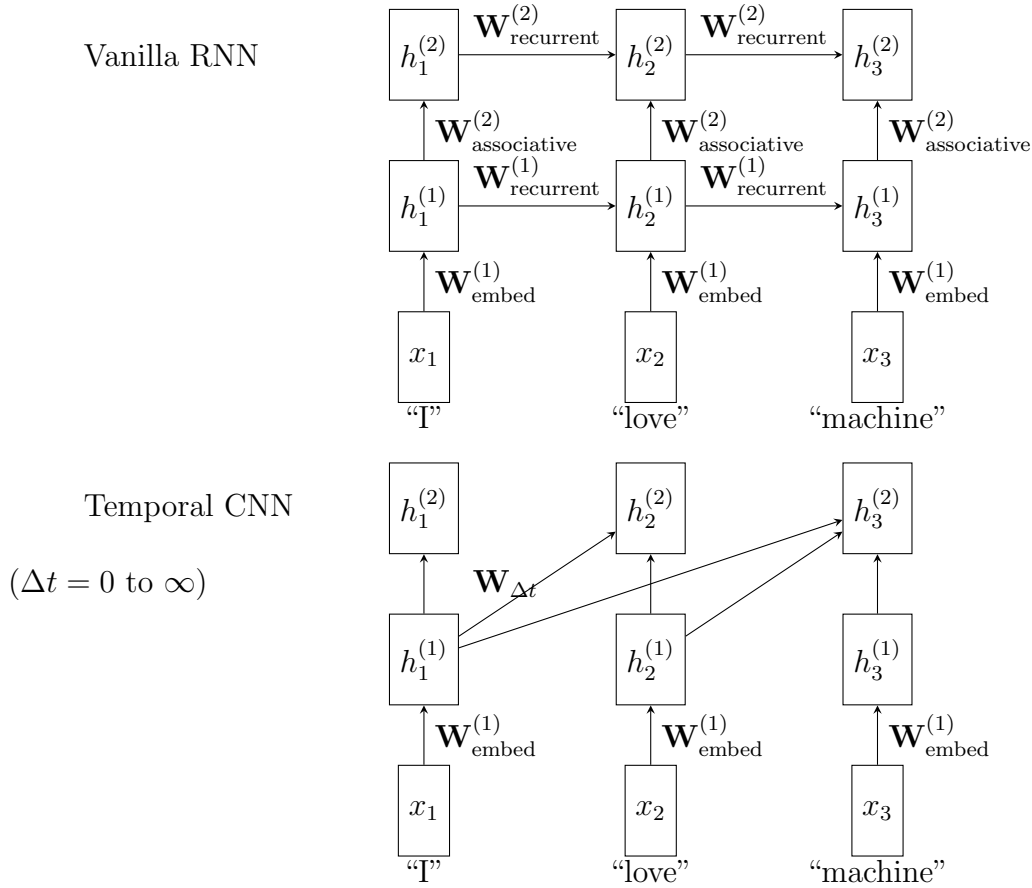 W^{(2)}_{recurrent} W^{(2)}_{recurrent}
Vanilla RNN h_1^{(2)} h_2^{(2)} h_3^{(2)}
W^{(2)}_{associative} W^{(2)}_{associative} W^{(2)}_{associative}
W^{(1)}_{recurrent} W^{(1)}_{recurrent}
h_1^{(1)} h_2^{(1)} h_3^{(1)}
W^{(1)}_{embed} W^{(1)}_{embed} W^{(1)}_{embed}
x_1 x_2 x_3
“I” “love” “machine”
Temporal CNN h_1^{(2)} h_2^{(2)} h_3^{(2)}
(Δt = 0 to ∞) W_{Δt}
h_1^{(1)} h_2^{(1)} h_3^{(1)}
W^{(1)}_{embed} W^{(1)}_{embed} W^{(1)}_{embed}
x_1 x_2 x_3
“I” “love” “machine”